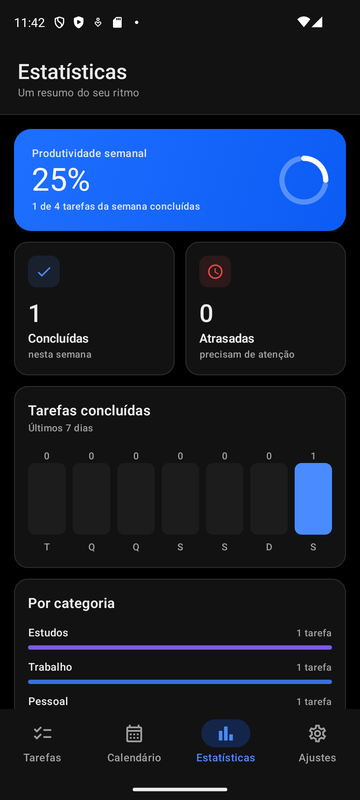 11:42
Estatísticas
Um resumo do seu ritmo
Produtividade semanal
25%
1 de 4 tarefas da semana concluídas
1
Concluídas
nesta semana
0
Atrasadas
precisam de atenção
Tarefas concluídas
Últimos 7 dias
0 0 0 0 0 0 1
T Q Q S S D S
Por categoria
Estudos 1 tarefa
Trabalho 1 tarefa
Pessoal 1 tarefa
Tarefas Calendário Estatísticas Ajustes